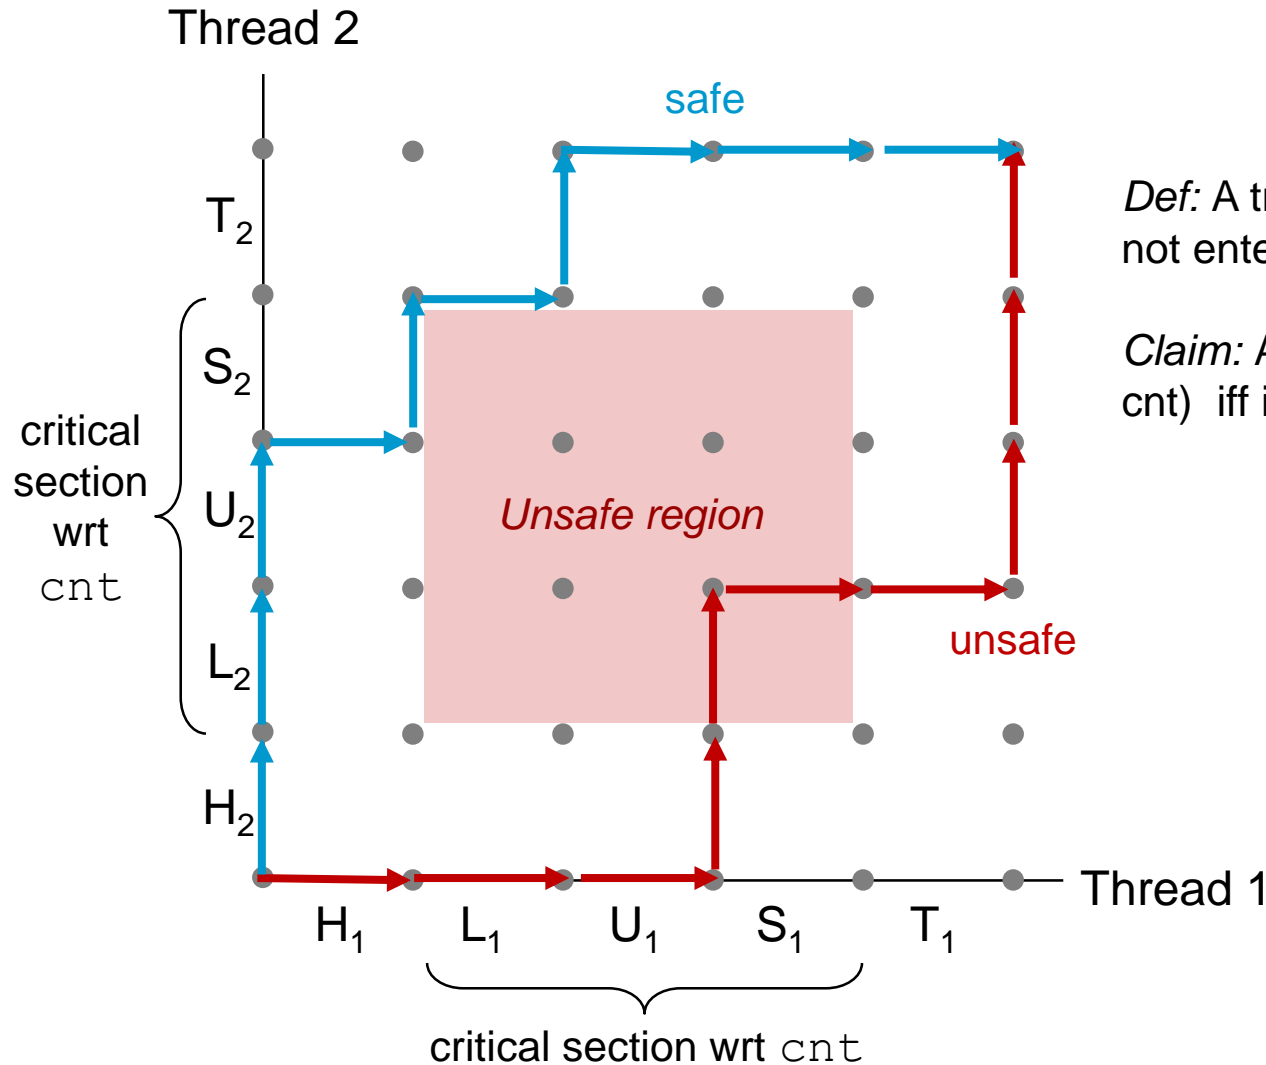 Thread 2
safe
T2
Def: A tr
not ente
S2
Claim: A
cnt) iff i
critical
section
wrt
cnt
U2
Unsafe region
unsafe
L2
H2
Thread 1
H1 L1 U1 S1 T1
critical section wrt cnt